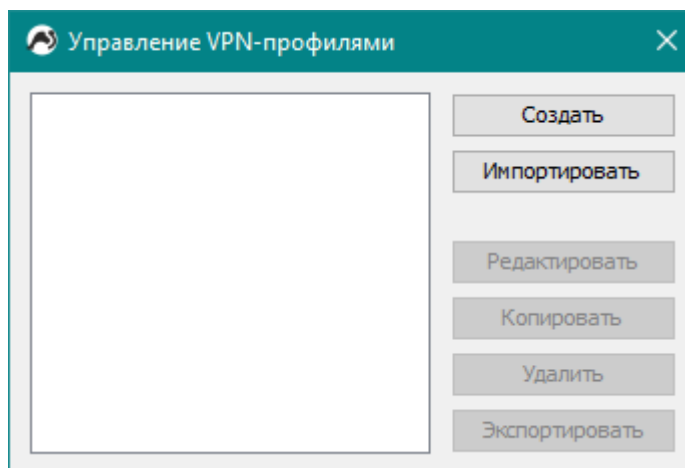 Управление VPN-профилями
Создать
Импортировать
Редактировать
Копировать
Удалить
Экспортировать